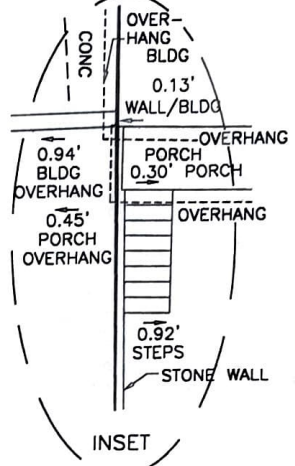 OVER-
HANG
BLDG
CONC
0.13'
WALL/BLDG
OVERHANG
0.94'
BLDG
OVERHANG
PORCH
0.30' PORCH
0.45'
PORCH
OVERHANG
OVERHANG
0.92'
STEPS
STONE WALL
INSET